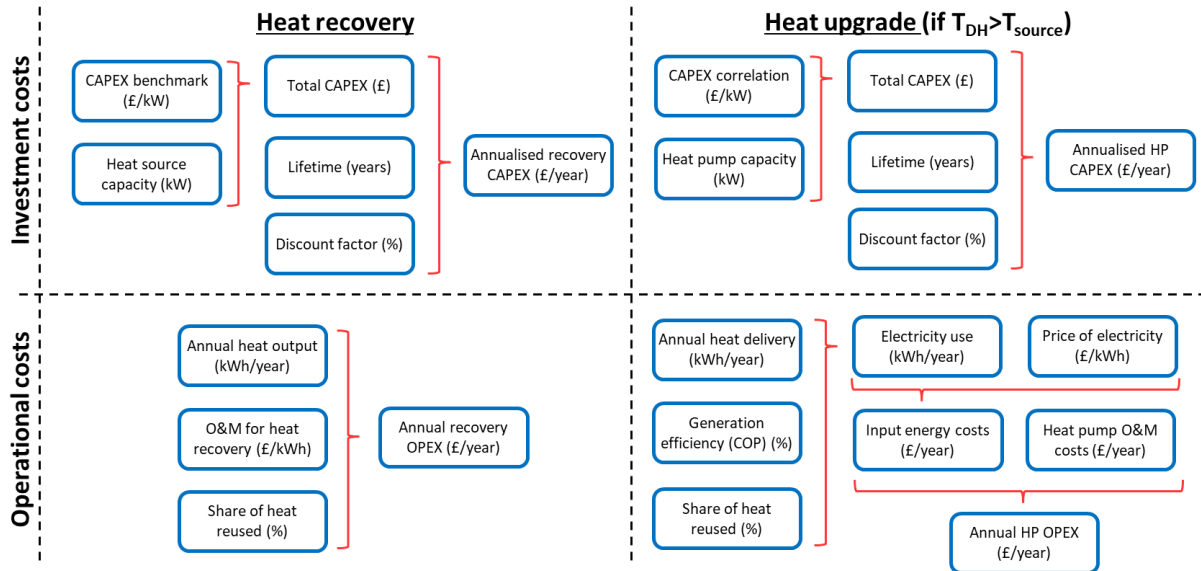 Heat recovery
Heat upgrade (if T_DH>T_source)
Investment costs
CAPEX benchmark
(£/kW)
Heat source
capacity (kW)
Total CAPEX (£)
Lifetime (years)
Discount factor (%)
Annualised recovery
CAPEX (£/year)
CAPEX correlation
(£/kW)
Heat pump capacity
(kW)
Total CAPEX (£)
Lifetime (years)
Discount factor (%)
Annualised HP
CAPEX (£/year)
Operational costs
Annual heat output
(kWh/year)
O&M for heat
recovery (£/kWh)
Share of heat
reused (%)
Annual recovery
OPEX (£/year)
Annual heat delivery
(kWh/year)
Generation
efficiency (COP) (%)
Share of heat
reused (%)
Electricity use
(kWh/year)
Price of electricity
(£/kWh)
Input energy costs
(£/year)
Heat pump O&M
costs (£/year)
Annual HP OPEX
(£/year)